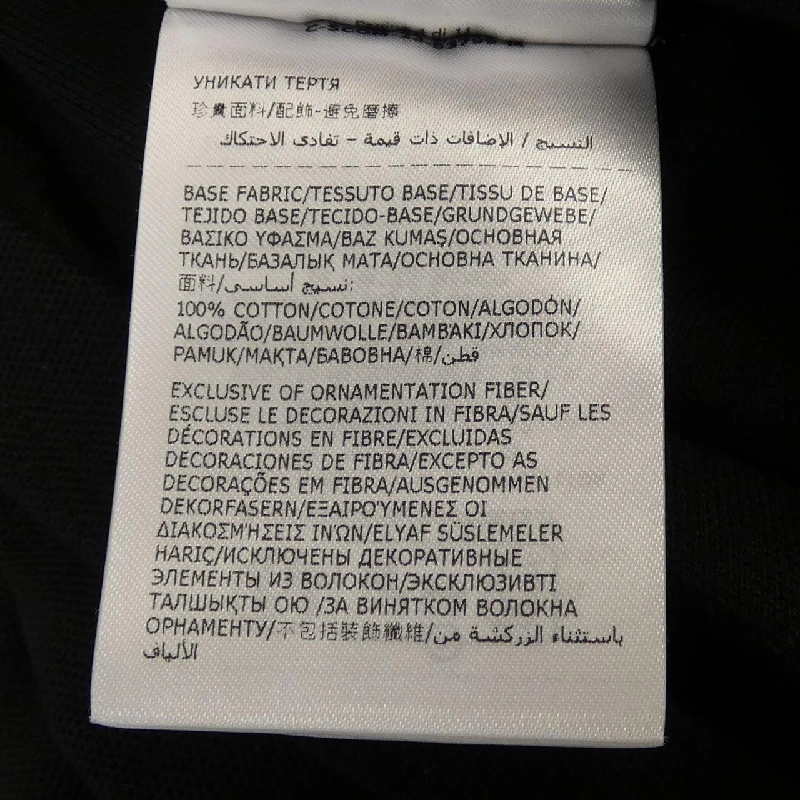 УНИКАТИ ТЕРТЯ
珍貴面料/配飾-避免磨擦
النسيج / الإضافات ذات قيمة – تفادى الاحتكاك
BASE FABRIC/TESSUTO BASE/TISSU DE BASE/
TEJIDO BASE/TECIDO-BASE/GRUNDGEWEBE/
ΒΑΣΙΚΟ ΥΦΑΣΜΑ/BAZ KUMAŞ/ОСНОВНАЯ
ТКАНЬ/БАЗАЛЫҚ МАТА/ОСНОВНА ТКАНИНА/
面料/نسيج أساسى:
100% COTTON/COTONE/COTON/ALGODÓN/
ALGODÃO/BAUMWOLLE/ΒΑΜΒΆΚΙ/ХЛОПОК/
PAMUK/МАҚТА/БАВОВНА/棉/قطن
EXCLUSIVE OF ORNAMENTATION FIBER/
ESCLUSE LE DECORAZIONI IN FIBRA/SAUF LES
DÉCORATIONS EN FIBRE/EXCLUIDAS
DECORACIONES DE FIBRA/EXCEPTO AS
DECORAÇÕES EM FIBRA/AUSGENOMMEN
DEKORFASERN/ΕΞΑΙΡΟΎΜΕΝΕΣ ΟΙ
ΔΙΑΚΟΣΜΉΣΕΙΣ ΙΝΏΝ/ELYAF SÜSLEMELER
HARIÇ/ИСКЛЮЧЕНЫ ДЕКОРАТИВНЫЕ
ЭЛЕМЕНТЫ ИЗ ВОЛОКОН/ЭКСКЛЮЗИВТІ
ТАЛШЫҚТЫ ОЮ /ЗА ВИНЯТКОМ ВОЛОКНА
ОРНАМЕНТУ/不包括裝飾纖維/باستثناء الزركشة من
الألياف